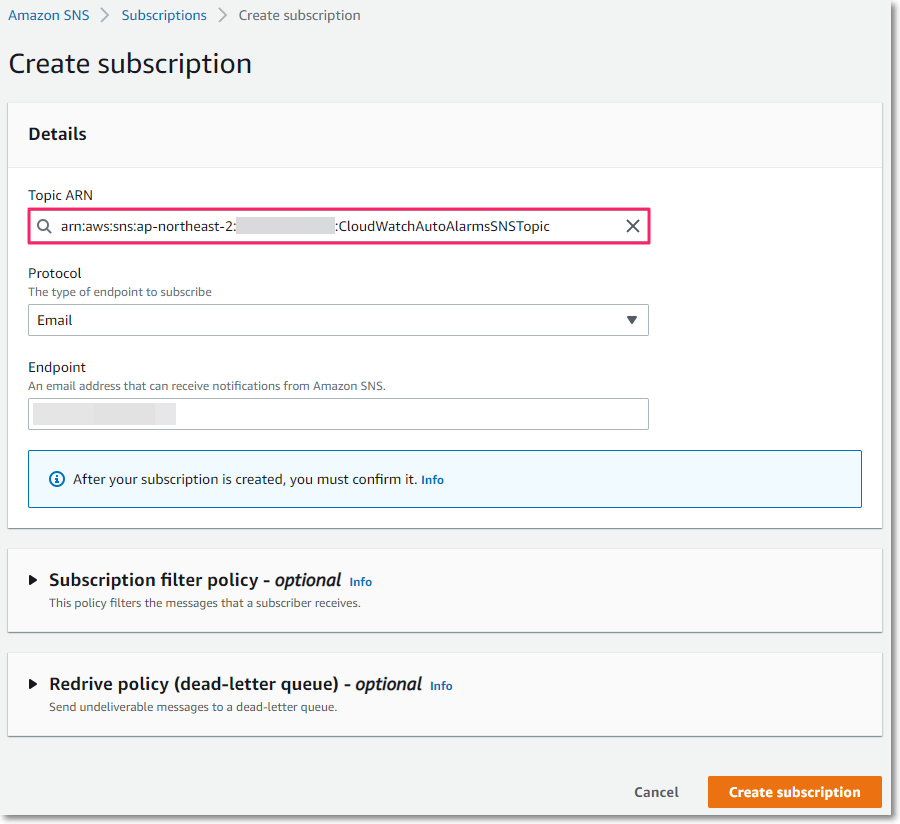 Amazon SNS > Subscriptions > Create subscription
Create subscription
Details
Topic ARN
arn:aws:sns:ap-northeast-2: :CloudWatchAutoAlarmsSNSTopic
Protocol
The type of endpoint to subscribe
Email
Endpoint
An email address that can receive notifications from Amazon SNS.
After your subscription is created, you must confirm it. Info
Subscription filter policy - optional Info
This policy filters the messages that a subscriber receives.
Redrive policy (dead-letter queue) - optional Info
Send undeliverable messages to a dead-letter queue.
Cancel Create subscription